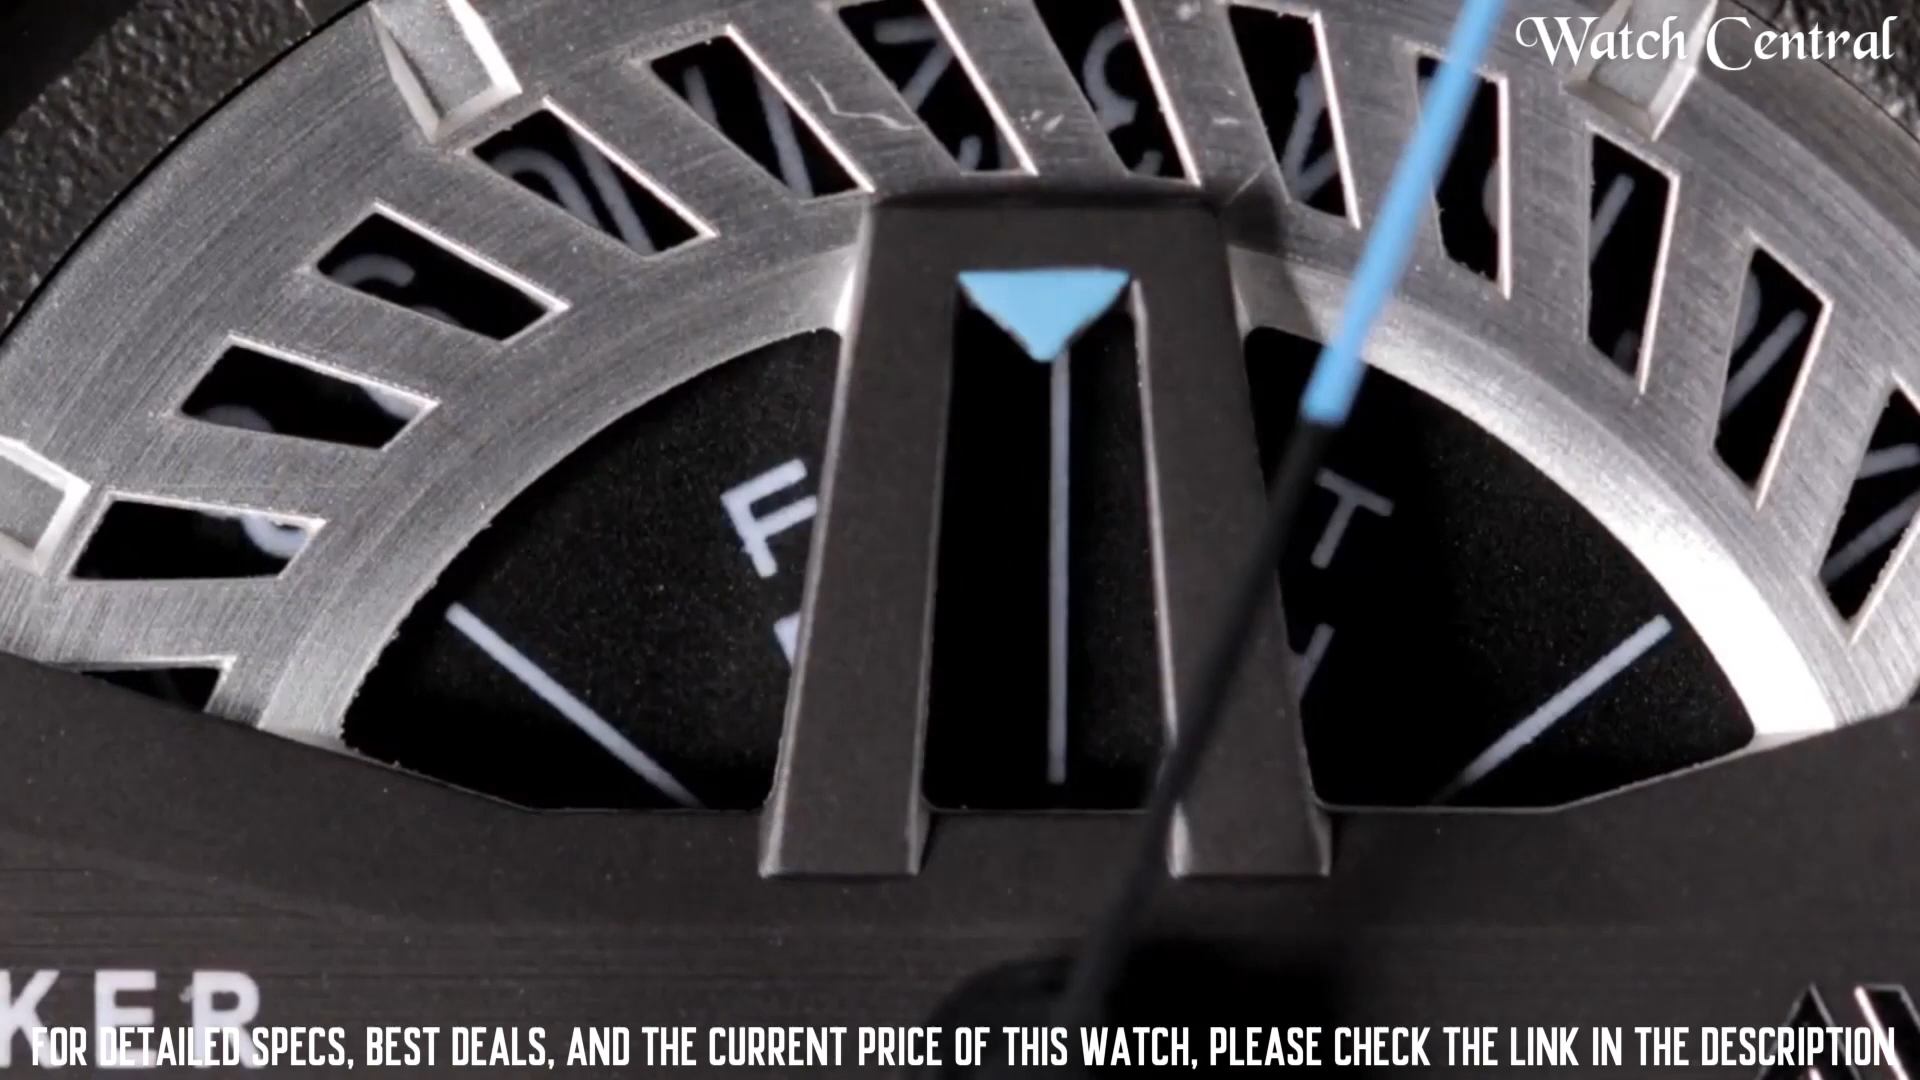 Watch Central
F
T
KER
FOR DETAILED SPECS, BEST DEALS, AND THE CURRENT PRICE OF THIS WATCH, PLEASE CHECK THE LINK IN THE DESCRIPTION